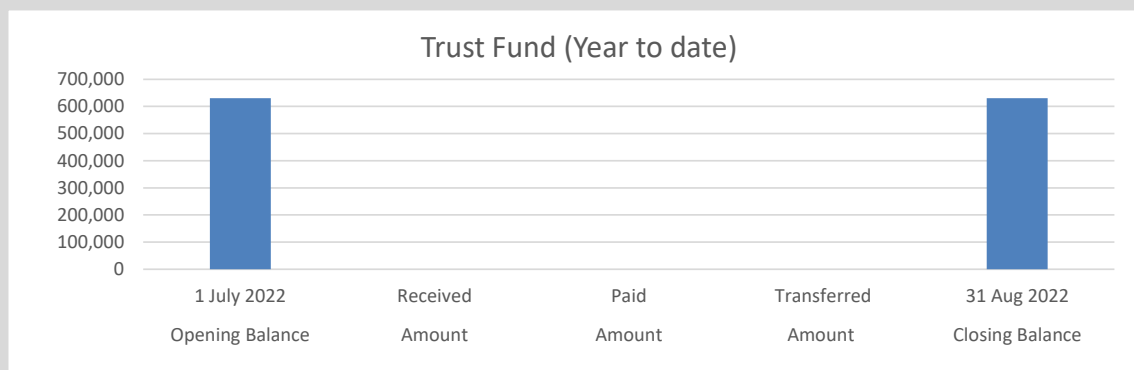 Trust Fund (Year to date)
700,000
600,000
500,000
400,000
300,000
200,000
100,000
0
1 July 2022 Received Paid Transferred 31 Aug 2022
Opening Balance Amount Amount Amount Closing Balance